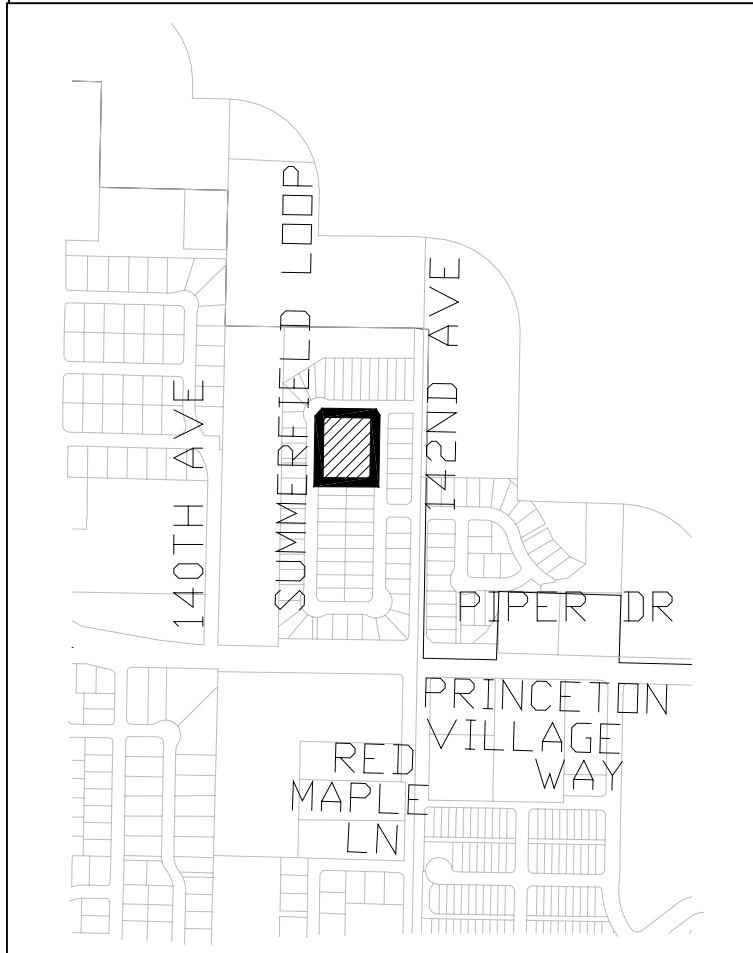 SUMMERFIELD LOOP
142ND AVE
140TH AVE
PIPER DR
PRINCETON
VILLAGE
WAY
RED
MAPLE
LN